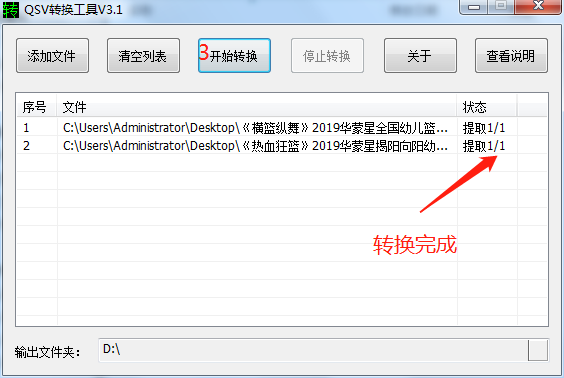 转 QSV转换工具V3.1
添加文件 清空列表 3开始转换 停止转换 关于 查看说明
序号 文件 状态
1 C:\Users\Administrator\Desktop\《横篮纵舞》2019华蒙星全国幼儿篮... 提取1/1
2 C:\Users\Administrator\Desktop\《热血狂篮》2019华蒙星揭阳向阳幼... 提取1/1
转换完成
输出文件夹： D:\